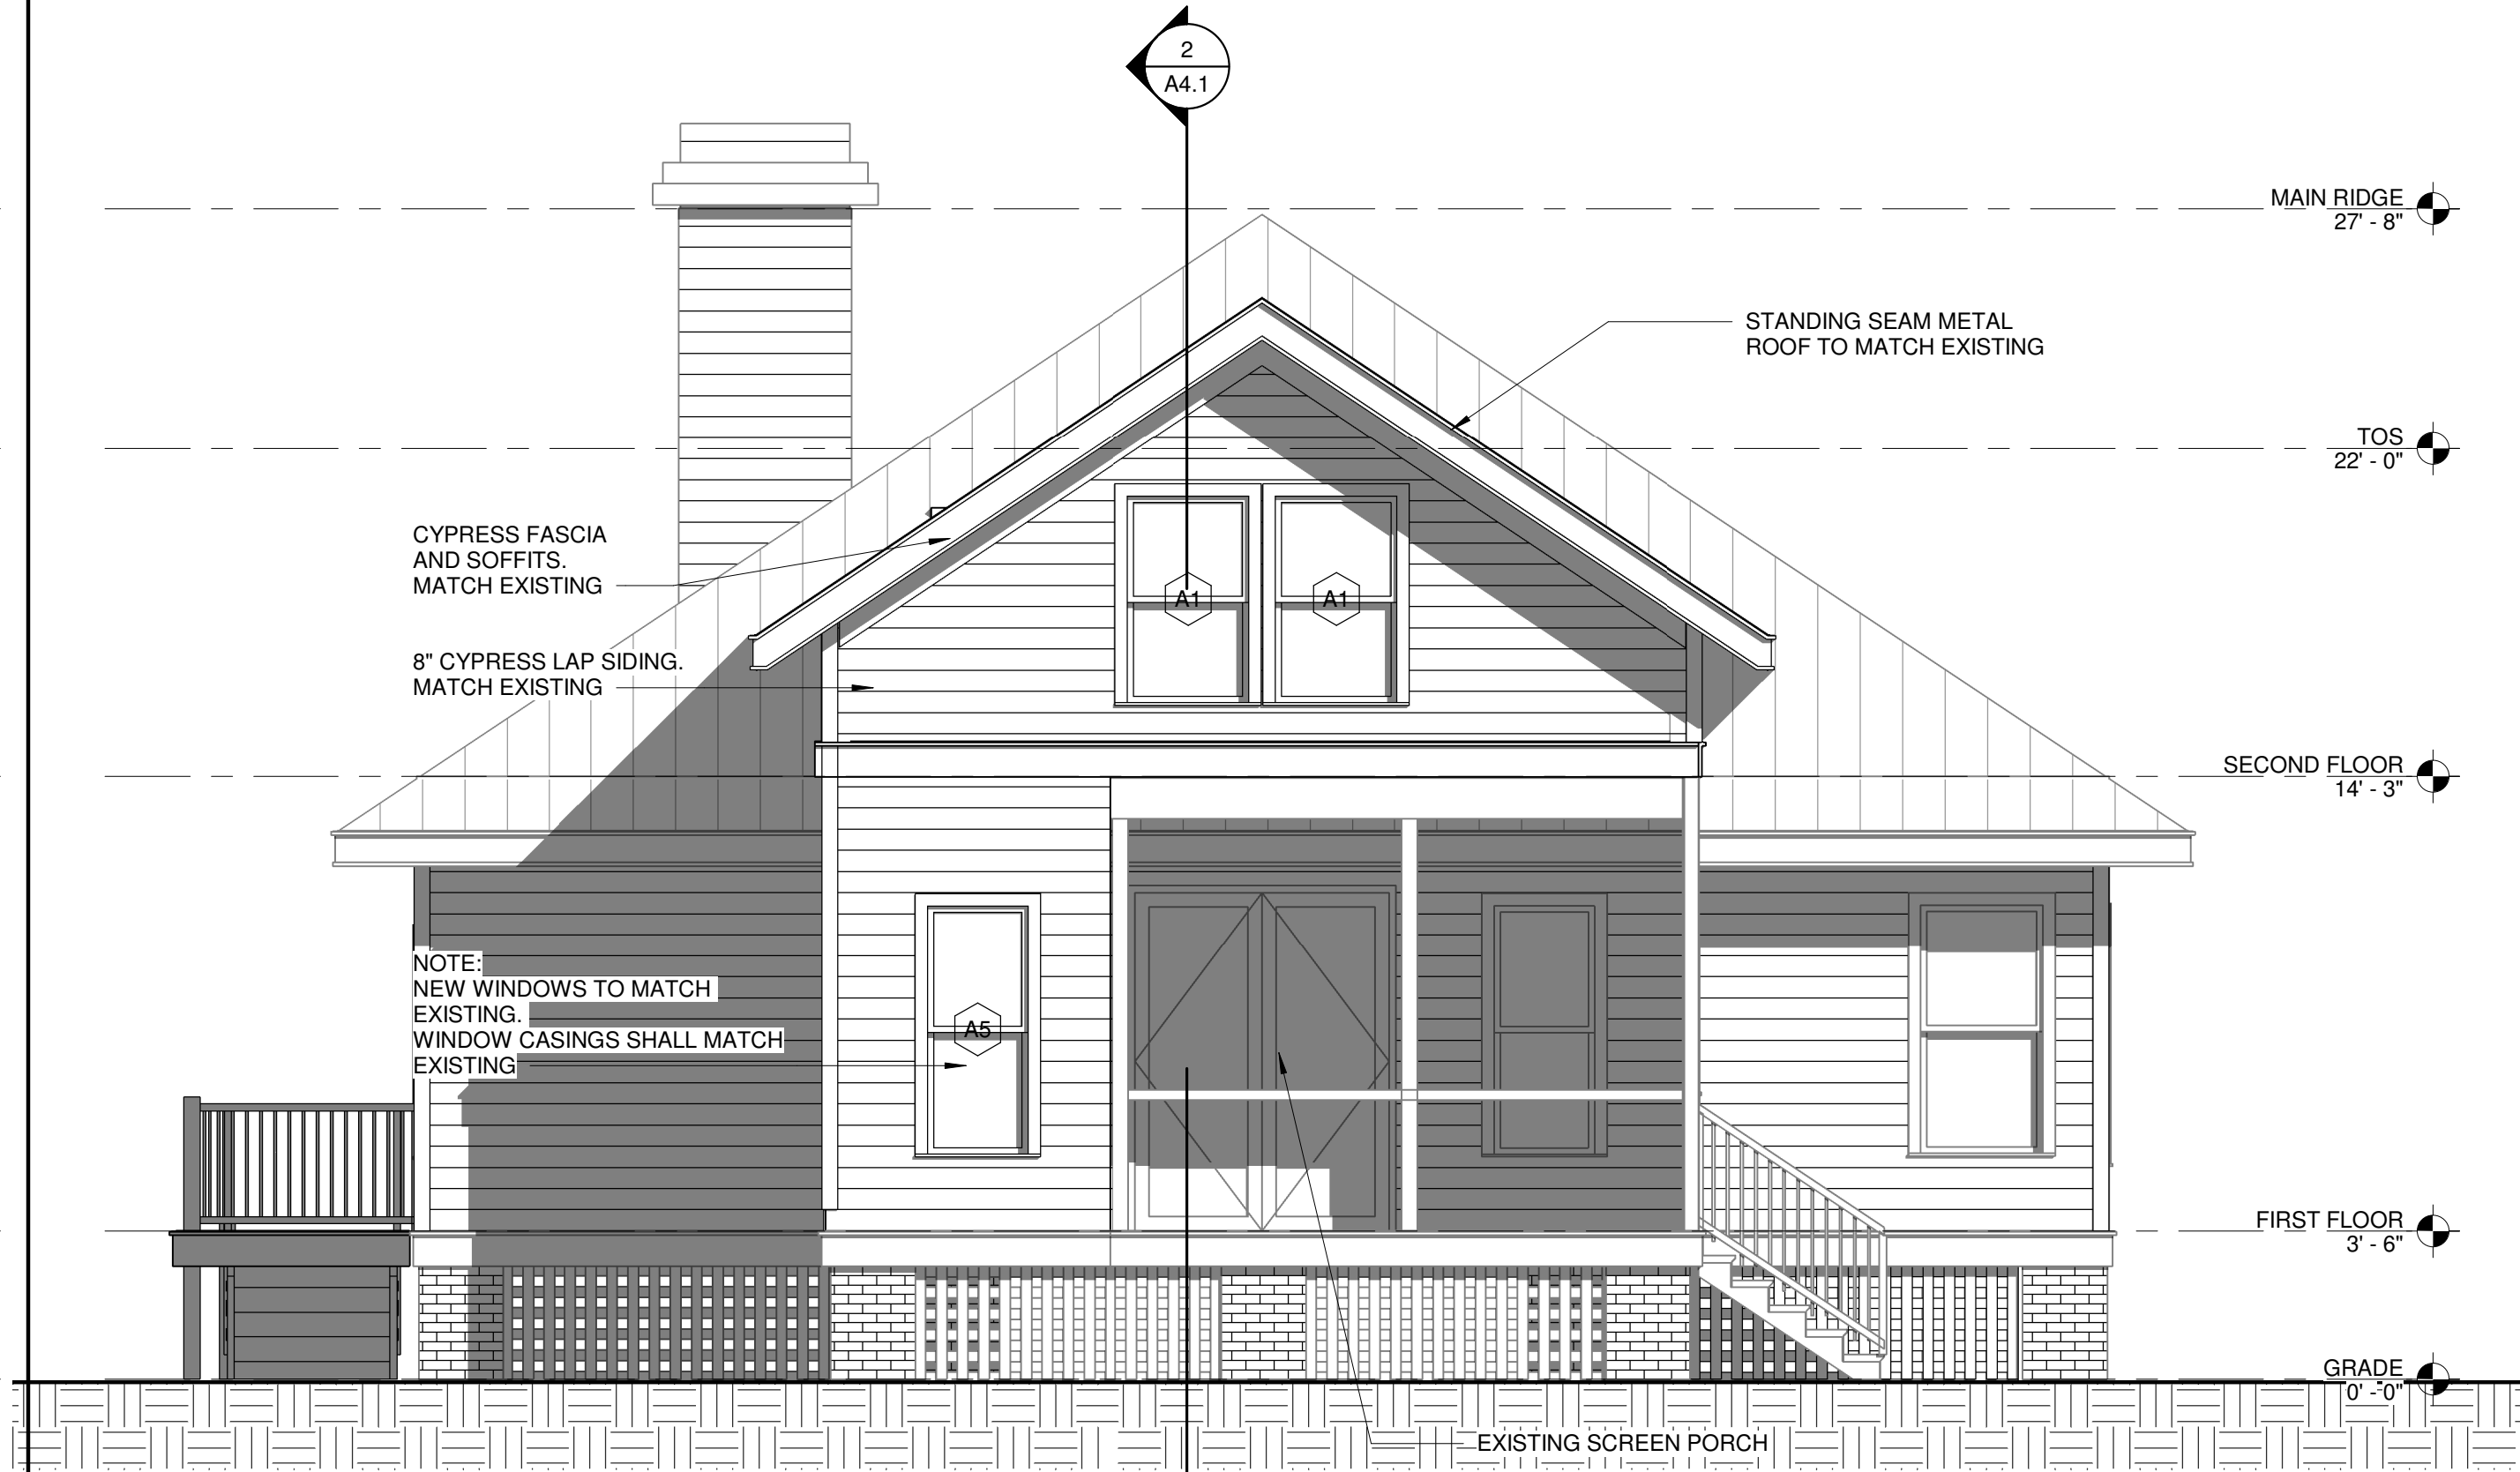 2
A4.1
MAIN RIDGE
27' - 8"
STANDING SEAM METAL
ROOF TO MATCH EXISTING
TOS
22' - 0"
CYPRESS FASCIA
AND SOFFITS.
MATCH EXISTING
A1
A1
8" CYPRESS LAP SIDING.
MATCH EXISTING
SECOND FLOOR
14' - 3"
NOTE:
NEW WINDOWS TO MATCH
EXISTING.
WINDOW CASINGS SHALL MATCH
EXISTING
A5
FIRST FLOOR
3' - 6"
GRADE
0' - 0"
EXISTING SCREEN PORCH